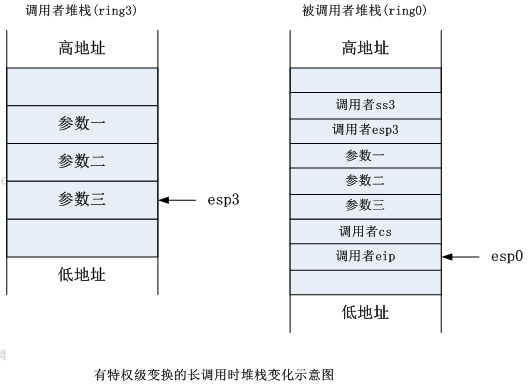 调用者堆栈(ring3)
高地址
参数一
参数二
参数三
esp3
低地址
被调用者堆栈(ring0)
高地址
调用者ss3
调用者esp3
参数一
参数二
参数三
调用者cs
调用者eip
esp0
低地址
有特权级变换的长调用时堆栈变化示意图